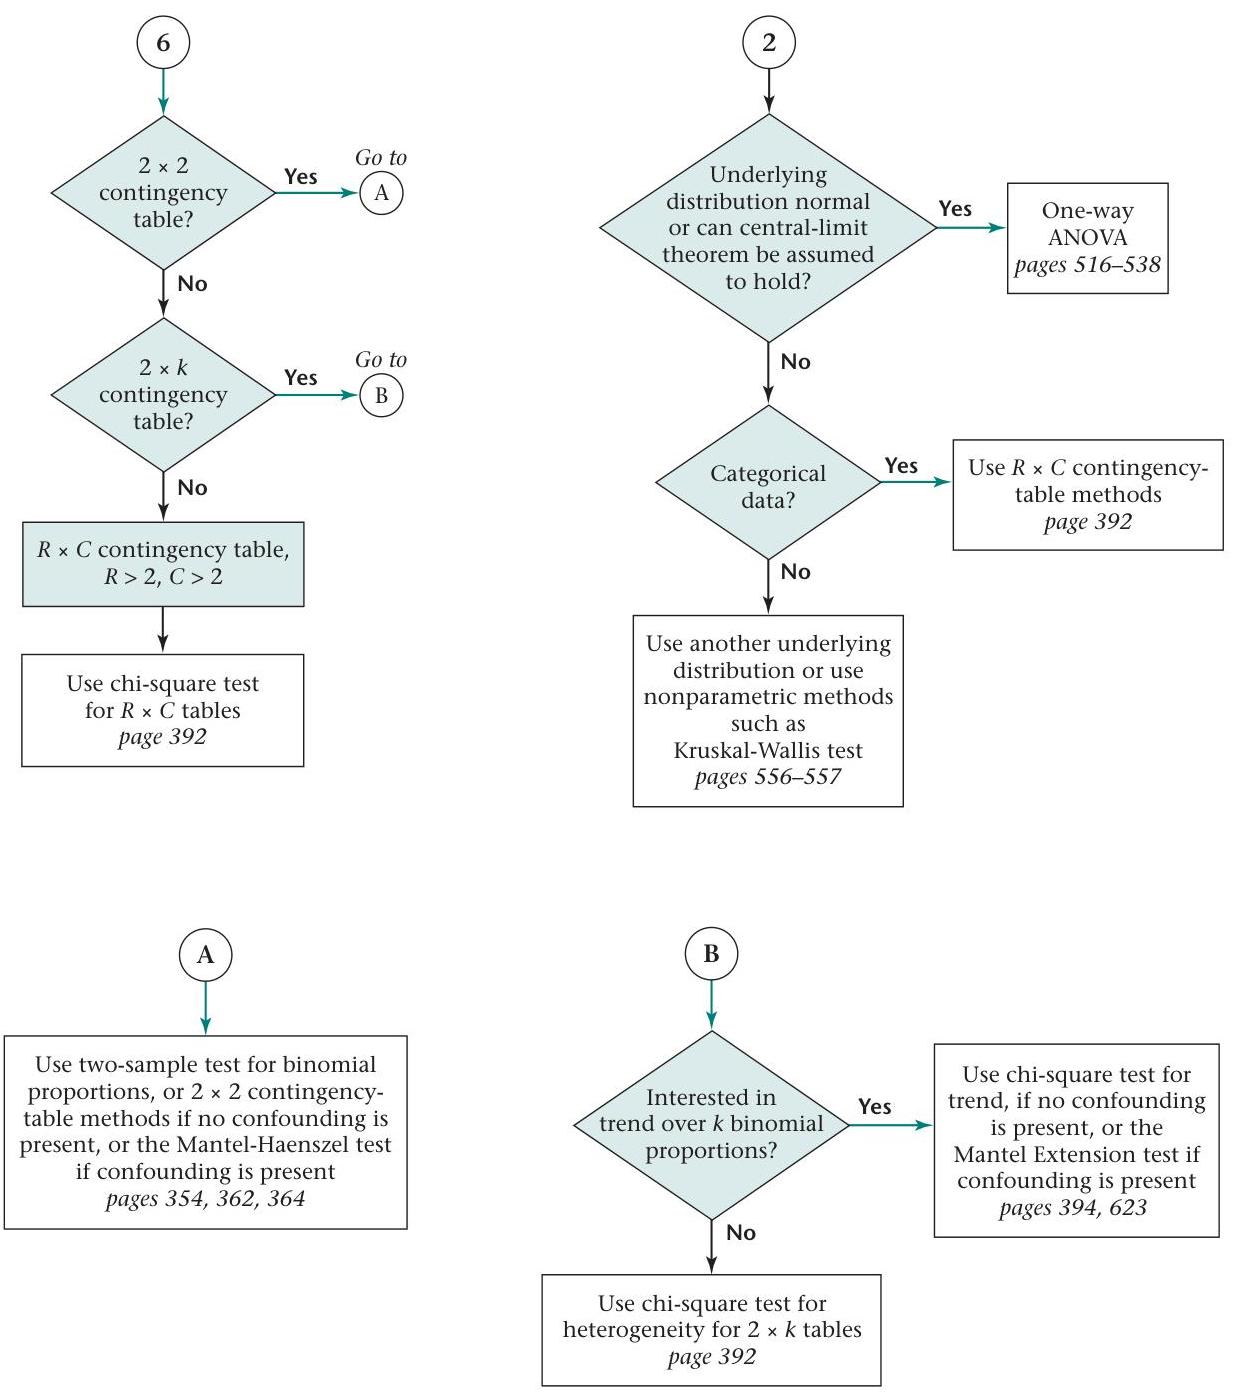 6
2 × 2
contingency
table?
Yes
Go to
A
No
2 × k
contingency
table?
Yes
Go to
B
No
R × C contingency table,
R > 2, C > 2
Use chi-square test
for R × C tables
page 392
2
Underlying
distribution normal
or can central-limit
theorem be assumed
to hold?
Yes
One-way
ANOVA
pages 516–538
No
Categorical
data?
Yes
Use R × C contingency-
table methods
page 392
No
Use another underlying
distribution or use
nonparametric methods
such as
Kruskal-Wallis test
pages 556–557
A
Use two-sample test for binomial
proportions, or 2 × 2 contingency-
table methods if no confounding is
present, or the Mantel-Haenszel test
if confounding is present
pages 354, 362, 364
B
Interested in
trend over k binomial
proportions?
Yes
Use chi-square test for
trend, if no confounding
is present, or the
Mantel Extension test if
confounding is present
pages 394, 623
No
Use chi-square test for
heterogeneity for 2 × k tables
page 392